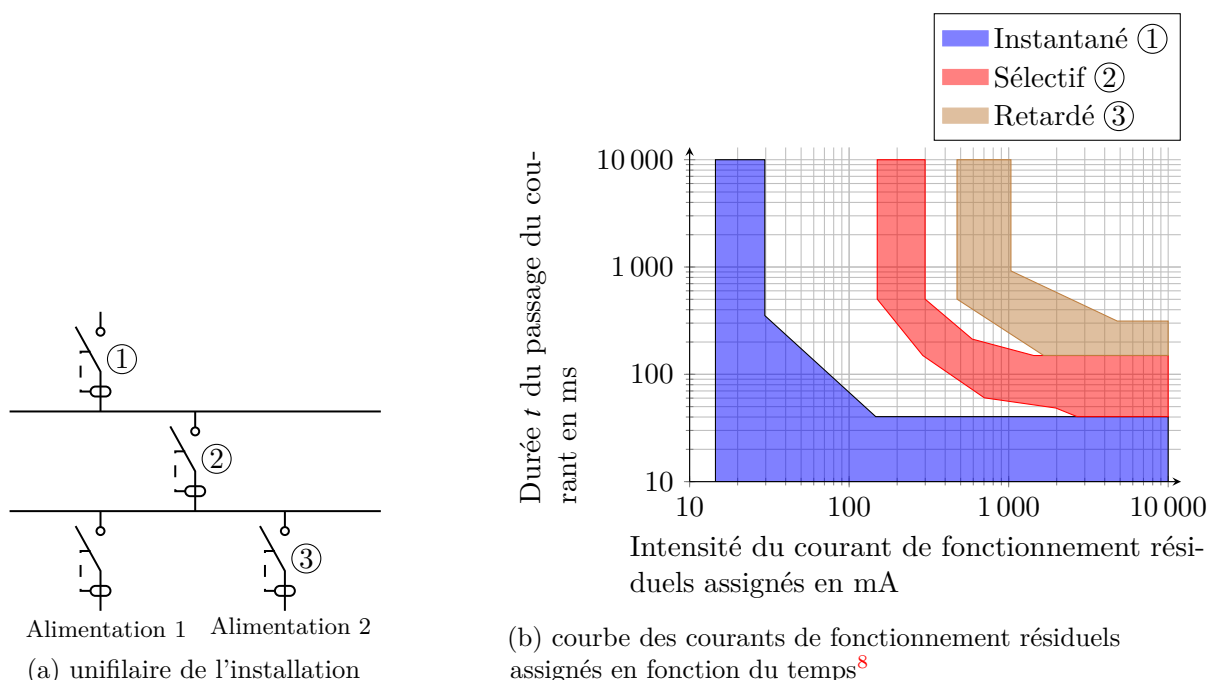 Instantané ①
Sélectif ②
Retardé ③
Durée t du passage du cou-
rant en ms
10 000
1 000
100
10
10
100
1 000
10 000
Intensité du courant de fonctionnement rési-
duels assignés en mA
①
②
③
Alimentation 1
Alimentation 2
(a) unifilaire de l'installation
(b) courbe des courants de fonctionnement résiduels
assignés en fonction du temps⁸